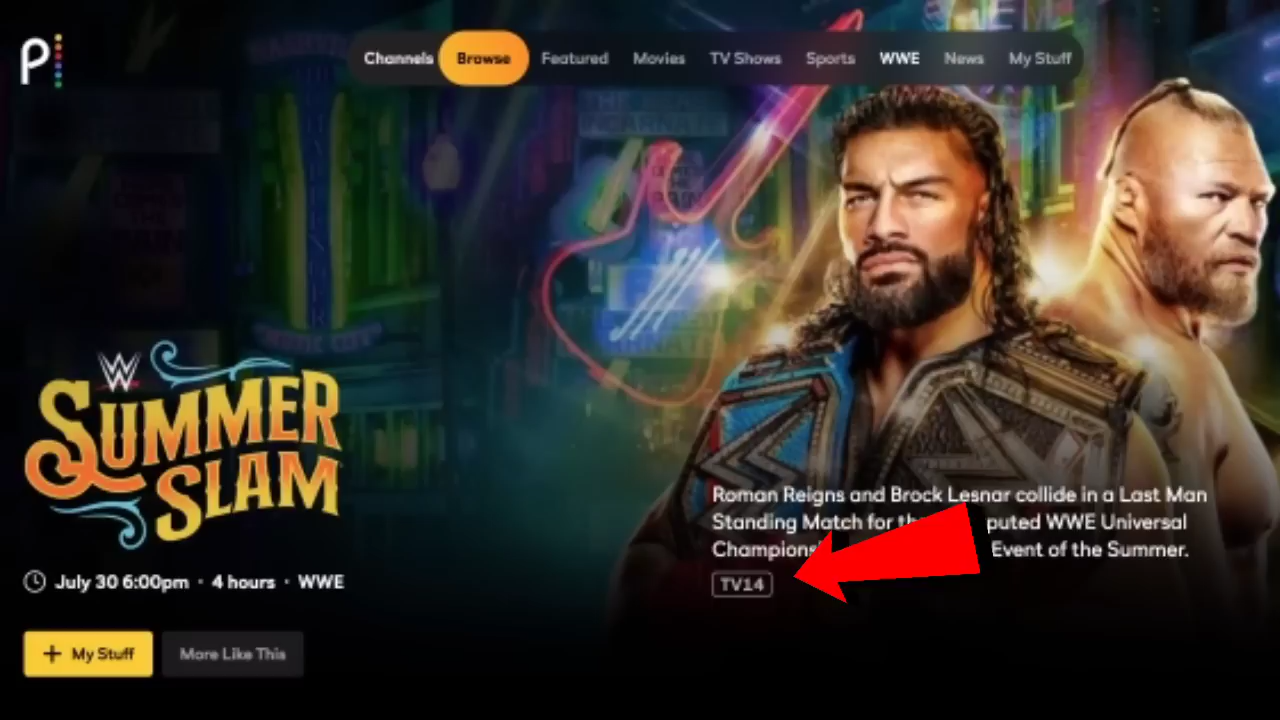 P
Channels Browse Featured Movies TV Shows Sports WWE News My Stuff
W
SUMMER
SLAM
Roman Reigns and Brock Lesnar collide in a Last Man
Standing Match for puted WWE Universal
Event of the Summer.
TV14
July 30 6:00pm · 4 hours · WWE
+ My Stuff More Like This